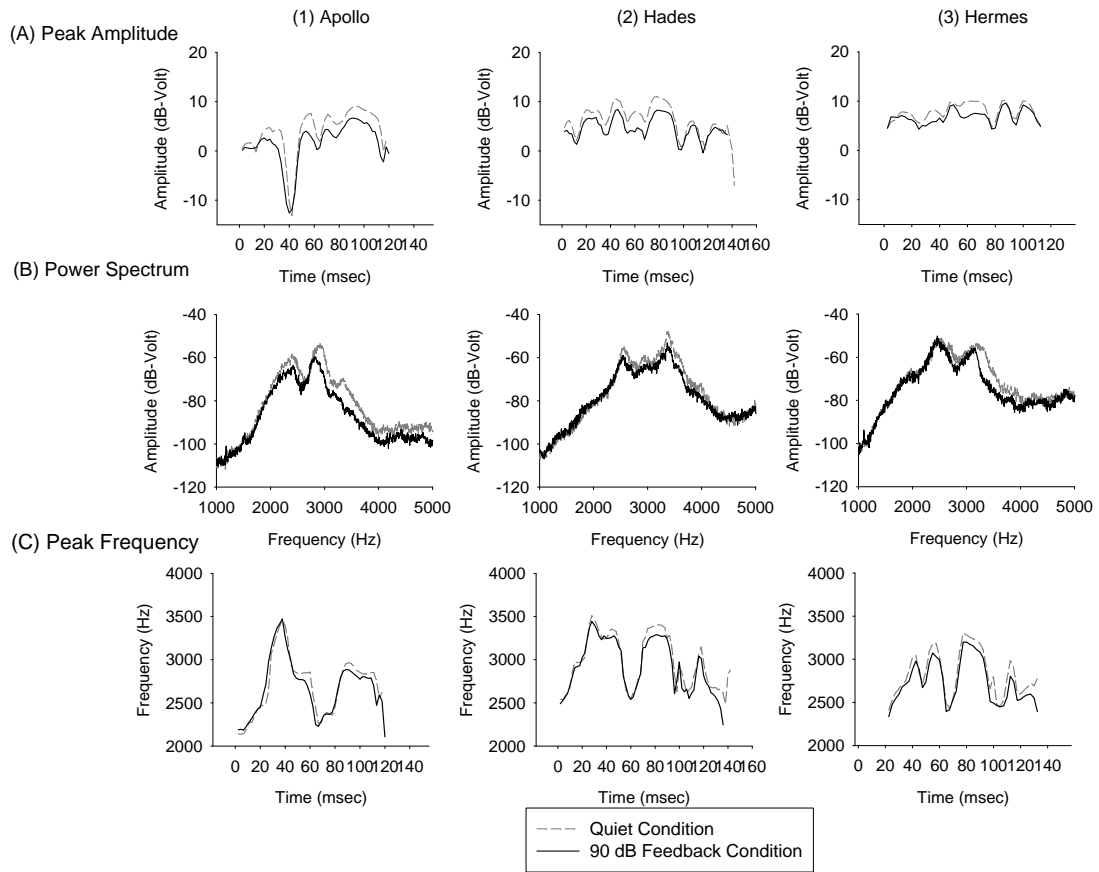 (1) Apollo (2) Hades (3) Hermes
(A) Peak Amplitude
20
10
0
-10
Amplitude (dB-Volt)
0 20 40 60 80 100 120 140
Time (msec)
20
10
0
-10
Amplitude (dB-Volt)
0 20 40 60 80 100 120 140 160
Time (msec)
20
10
0
-10
Amplitude (dB-Volt)
0 20 40 60 80 100 120
Time (msec)
(B) Power Spectrum
-40
-60
-80
-100
-120
Amplitude (dB-Volt)
1000 2000 3000 4000 5000
Frequency (Hz)
-40
-60
-80
-100
-120
Amplitude (dB-Volt)
1000 2000 3000 4000 5000
Frequency (Hz)
-40
-60
-80
-100
-120
Amplitude (dB-Volt)
1000 2000 3000 4000 5000
Frequency (Hz)
(C) Peak Frequency
4000
3500
3000
2500
2000
Frequency (Hz)
0 20 40 60 80 100 120 140
Time (msec)
4000
3500
3000
2500
2000
Frequency (Hz)
0 20 40 60 80 100 120 140 160
Time (msec)
4000
3500
3000
2500
2000
Frequency (Hz)
0 20 40 60 80 100 120 140
Time (msec)
Quiet Condition
90 dB Feedback Condition